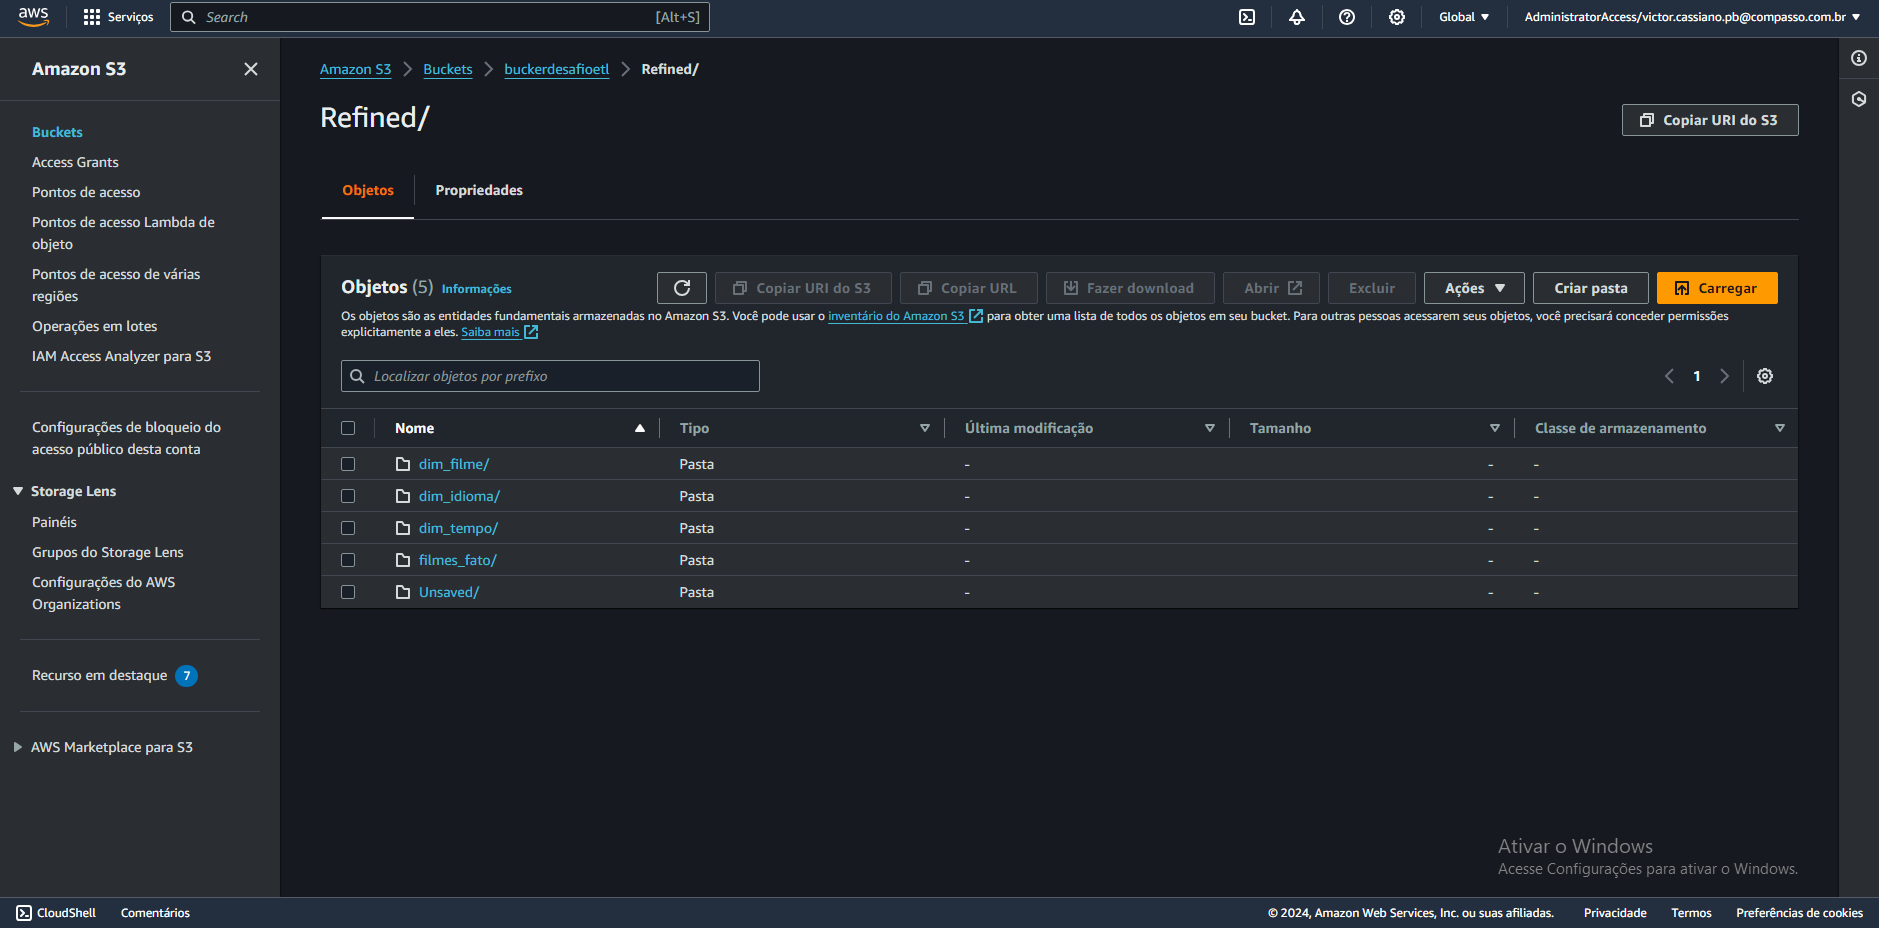 aws Serviços Search [Alt+S] Global AdministratorAccess/victor.cassiano.pb@compasso.com.br
Amazon S3
Buckets
Access Grants
Pontos de acesso
Pontos de acesso Lambda de
objeto
Pontos de acesso de várias
regiões
Operações em lotes
IAM Access Analyzer para S3
Configurações de bloqueio do
acesso público desta conta
Storage Lens
Painéis
Grupos do Storage Lens
Configurações do AWS
Organizations
Recurso em destaque 7
AWS Marketplace para S3
Amazon S3 Buckets buckerdesafioetl Refined/
Refined/
Copiar URI do S3
Objetos Propriedades
Objetos (5) Informações Copiar URI do S3 Copiar URL Fazer download Abrir Excluir Ações Criar pasta Carregar
Os objetos são as entidades fundamentais armazenadas no Amazon S3. Você pode usar o inventário do Amazon S3 para obter uma lista de todos os objetos em seu bucket. Para outras pessoas acessarem seus objetos, você precisará conceder permissões
explicitamente a eles. Saiba mais
Localizar objetos por prefixo 1
Nome Tipo Última modificação Tamanho Classe de armazenamento
dim_filme/ Pasta - - -
dim_idioma/ Pasta - - -
dim_tempo/ Pasta - - -
filmes_fato/ Pasta - - -
Unsaved/ Pasta - - -
Ativar o Windows
Acesse Configurações para ativar o Windows.
CloudShell Comentários © 2024, Amazon Web Services, Inc. ou suas afiliadas. Privacidade Termos Preferências de cookies